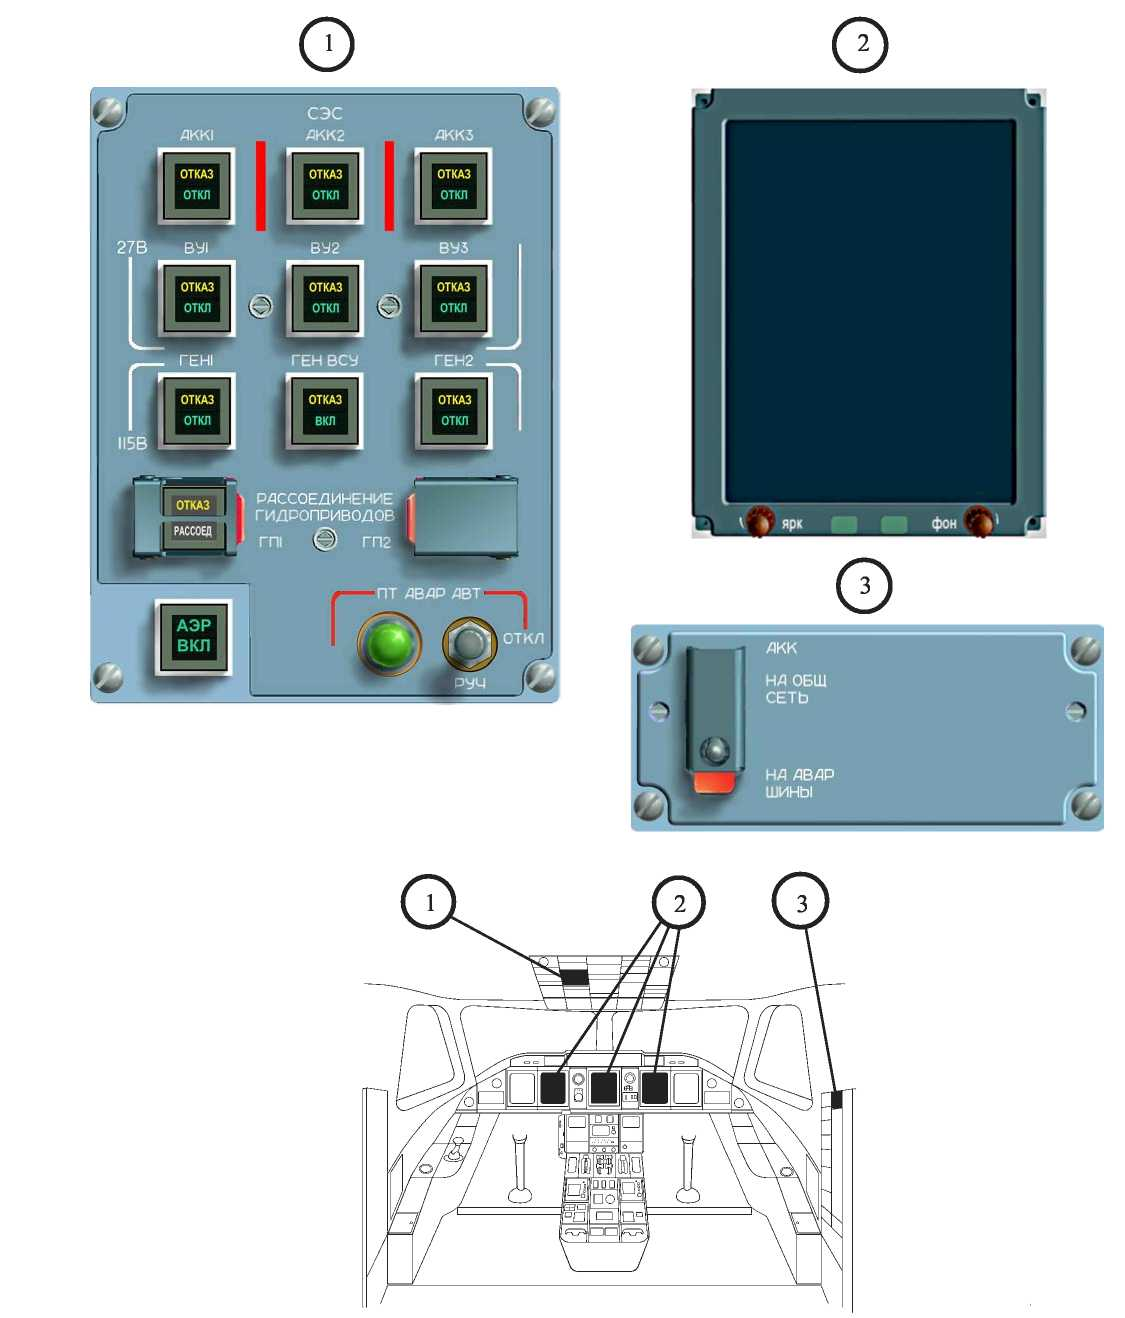 1
2
СЭС
АКК1 АКК2 АКК3
ОТКАЗ ОТКАЗ ОТКАЗ
ОТКЛ ОТКЛ ОТКЛ
27В ВУ1 ВУ2 ВУ3
ОТКАЗ ОТКАЗ ОТКАЗ
ОТКЛ ОТКЛ ОТКЛ
ГЕН1 ГЕН ВСУ ГЕН2
ОТКАЗ ОТКАЗ ОТКАЗ
ОТКЛ ВКЛ ОТКЛ
115В
ОТКАЗ
РАССОЕД
РАССОЕДИНЕНИЕ
ГИДРОПРИВОДОВ
ГП1 ГП2
ПТ АВАР АВТ
ОТКЛ
РУЧ
АЭР
ВКЛ
ярк фон
3
АКК
НА ОБЩ
СЕТЬ
НА АВАР
ШИНЫ
1
2
3